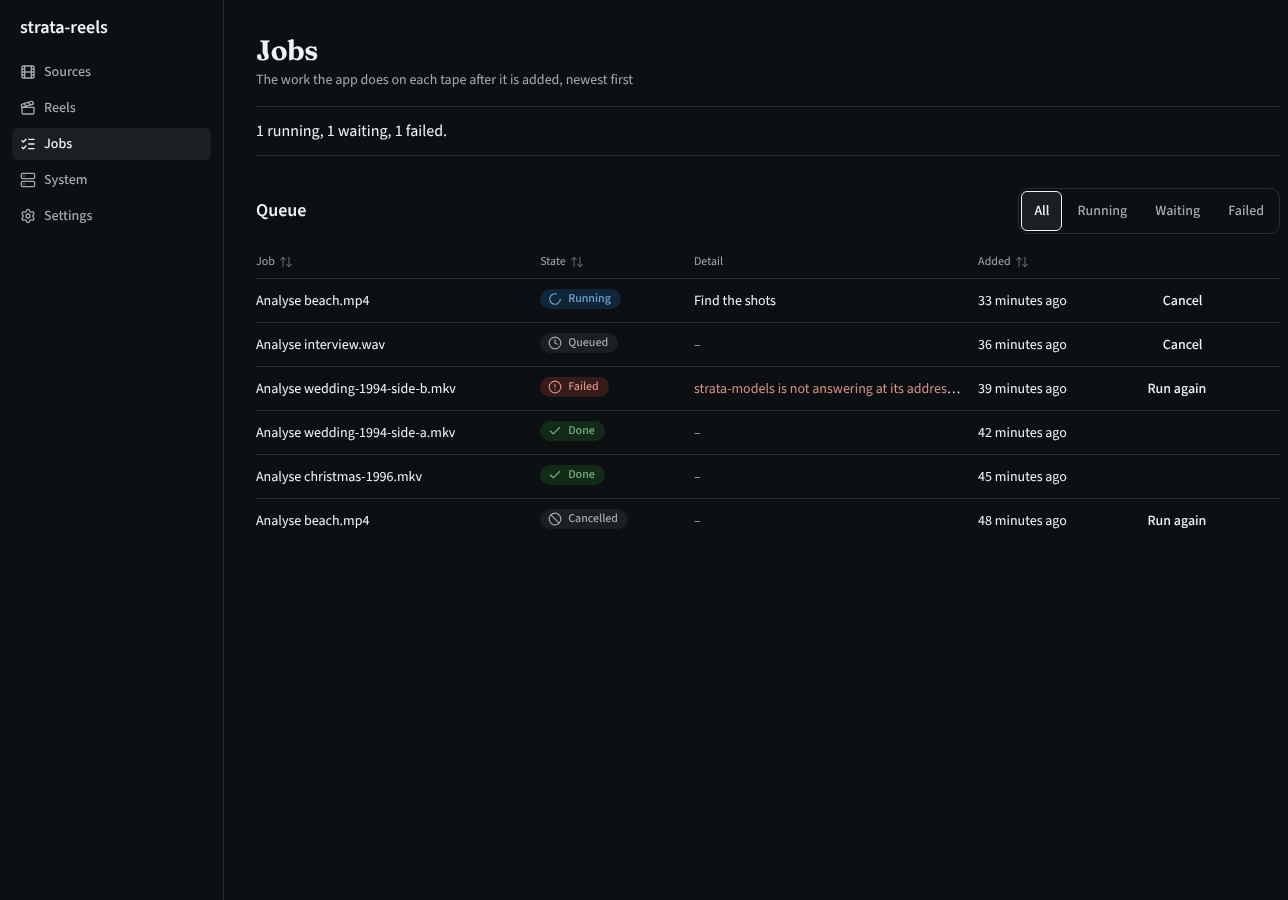 strata-reels
Sources
Reels
Jobs
System
Settings
Jobs
The work the app does on each tape after it is added, newest first
1 running, 1 waiting, 1 failed.
Queue
All Running Waiting Failed
Job State Detail Added
Analyse beach.mp4 Running Find the shots 33 minutes ago Cancel
Analyse interview.wav Queued – 36 minutes ago Cancel
Analyse wedding-1994-side-b.mkv Failed strata-models is not answering at its addres… 39 minutes ago Run again
Analyse wedding-1994-side-a.mkv Done – 42 minutes ago
Analyse christmas-1996.mkv Done – 45 minutes ago
Analyse beach.mp4 Cancelled – 48 minutes ago Run again